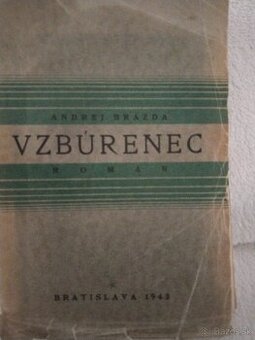 ANDREJ BRAZDA
VZBÚRENEC
ROMÁN
BRATISLAVA 1943